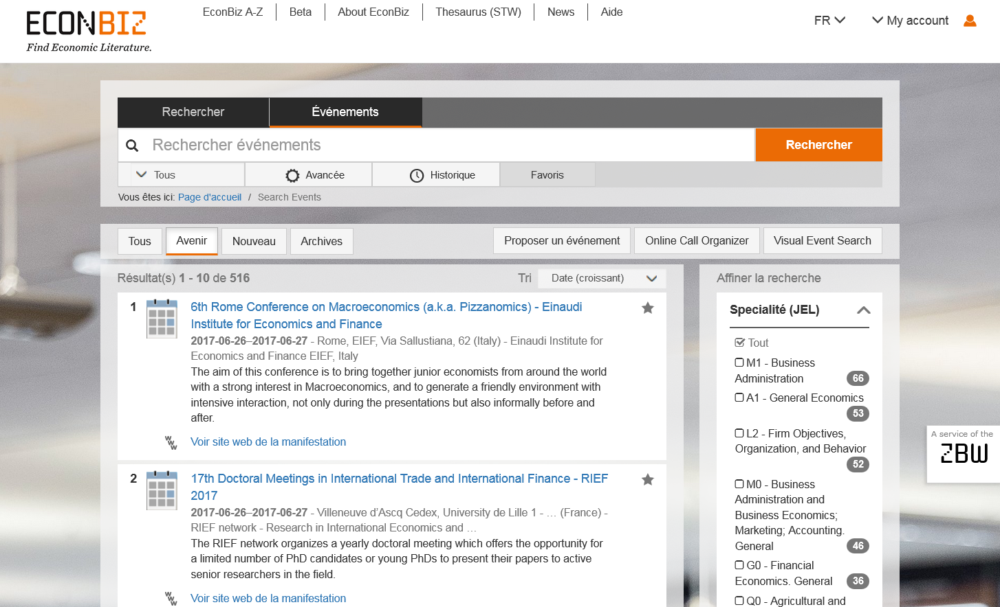 ECONBIZ
Find Economic Literature.
EconBiz A-Z
Beta
About EconBiz
Thesaurus (STW)
News
Aide
FR
My account
Rechercher
Événements
Rechercher événements
Rechercher
Tous
Avancée
Historique
Favoris
Vous êtes ici: Page d'accueil / Search Events
Tous
Avenir
Nouveau
Archives
Proposer un événement
Online Call Organizer
Visual Event Search
Résultat(s) 1 - 10 de 516
Tri
Date (croissant)
1
6th Rome Conference on Macroeconomics (a.k.a. Pizzanomics) - Einaudi
Institute for Economics and Finance
2017-06-26–2017-06-27 - Rome, EIEF, Via Sallustiana, 62 (Italy) - Einaudi Institute for
Economics and Finance EIEF, Italy
The aim of this conference is to bring together junior economists from around the world
with a strong interest in Macroeconomics, and to generate a friendly environment with
intensive interaction, not only during the presentations but also informally before and
after.
www
Voir site web de la manifestation
2
17th Doctoral Meetings in International Trade and International Finance - RIEF
2017
2017-06-26–2017-06-27 - Villeneuve d’Ascq Cedex, University de Lille 1 - … (France) -
RIEF network - Research in International Economics and …
The RIEF network organizes a yearly doctoral meeting which offers the opportunity for
a limited number of PhD candidates or young PhDs to present their papers to active
senior researchers in the field.
www
Voir site web de la manifestation
Affiner la recherche
Specialité (JEL)
Tout
M1 - Business
Administration 66
A1 - General Economics
53
L2 - Firm Objectives,
Organization, and Behavior
52
M0 - Business
Administration and
Business Economics;
Marketing; Accounting.
General 46
G0 - Financial
Economics. General 36
Q0 - Agricultural and
A service of the
ZBW